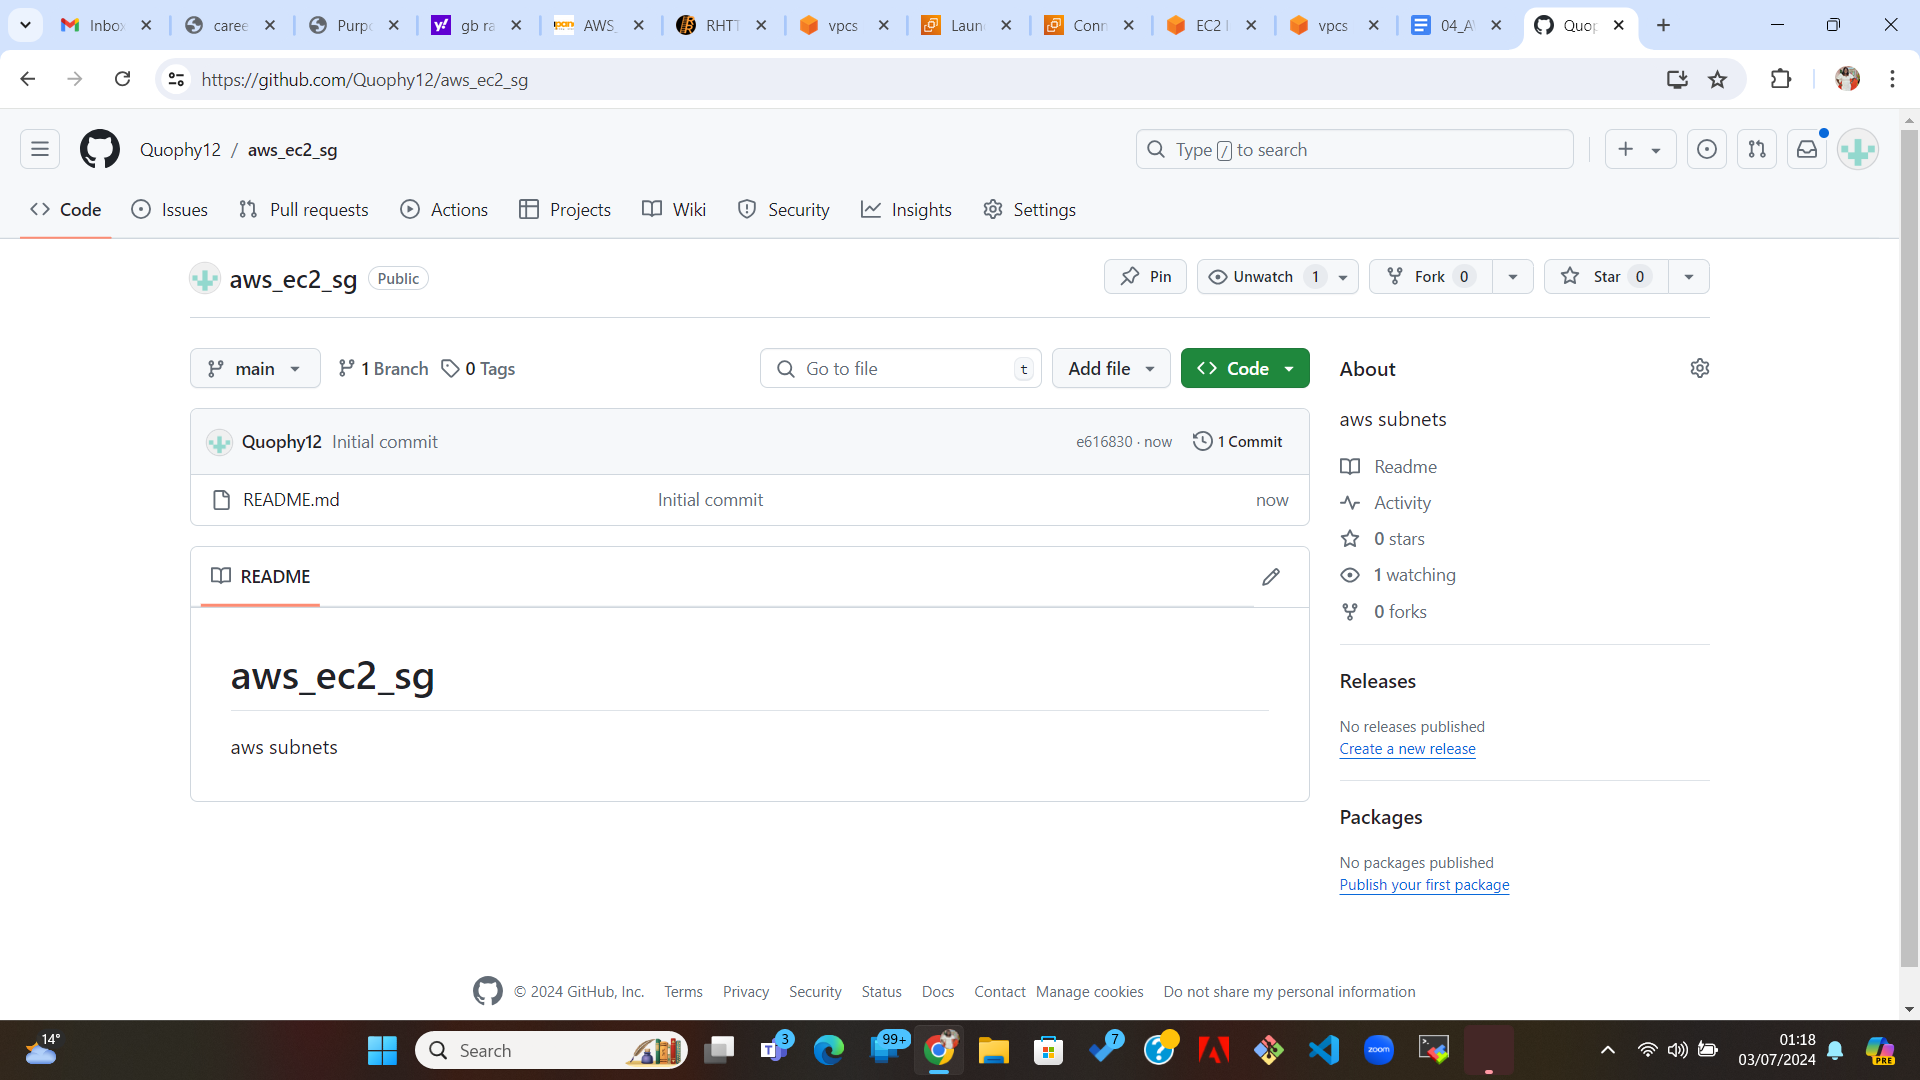 Inbox
caree
Purpo
gb ra
AWS_
RHTT
vpcs
Laun
Conn
EC2 I
vpcs
04_A
Quop
https://github.com/Quophy12/aws_ec2_sg
Quophy12 / aws_ec2_sg
Type / to search
Code
Issues
Pull requests
Actions
Projects
Wiki
Security
Insights
Settings
aws_ec2_sg Public
Pin
Unwatch 1
Fork 0
Star 0
main
1 Branch
0 Tags
Go to file t
Add file
Code
About
aws subnets
Quophy12 Initial commit
e616830 · now
1 Commit
README.md
Initial commit
now
Readme
Activity
0 stars
1 watching
0 forks
README
aws_ec2_sg
aws subnets
Releases
No releases published
Create a new release
Packages
No packages published
Publish your first package
© 2024 GitHub, Inc.
Terms
Privacy
Security
Status
Docs
Contact
Manage cookies
Do not share my personal information
14°
Search
3
99+
7
zoom
01:18
03/07/2024
PRE